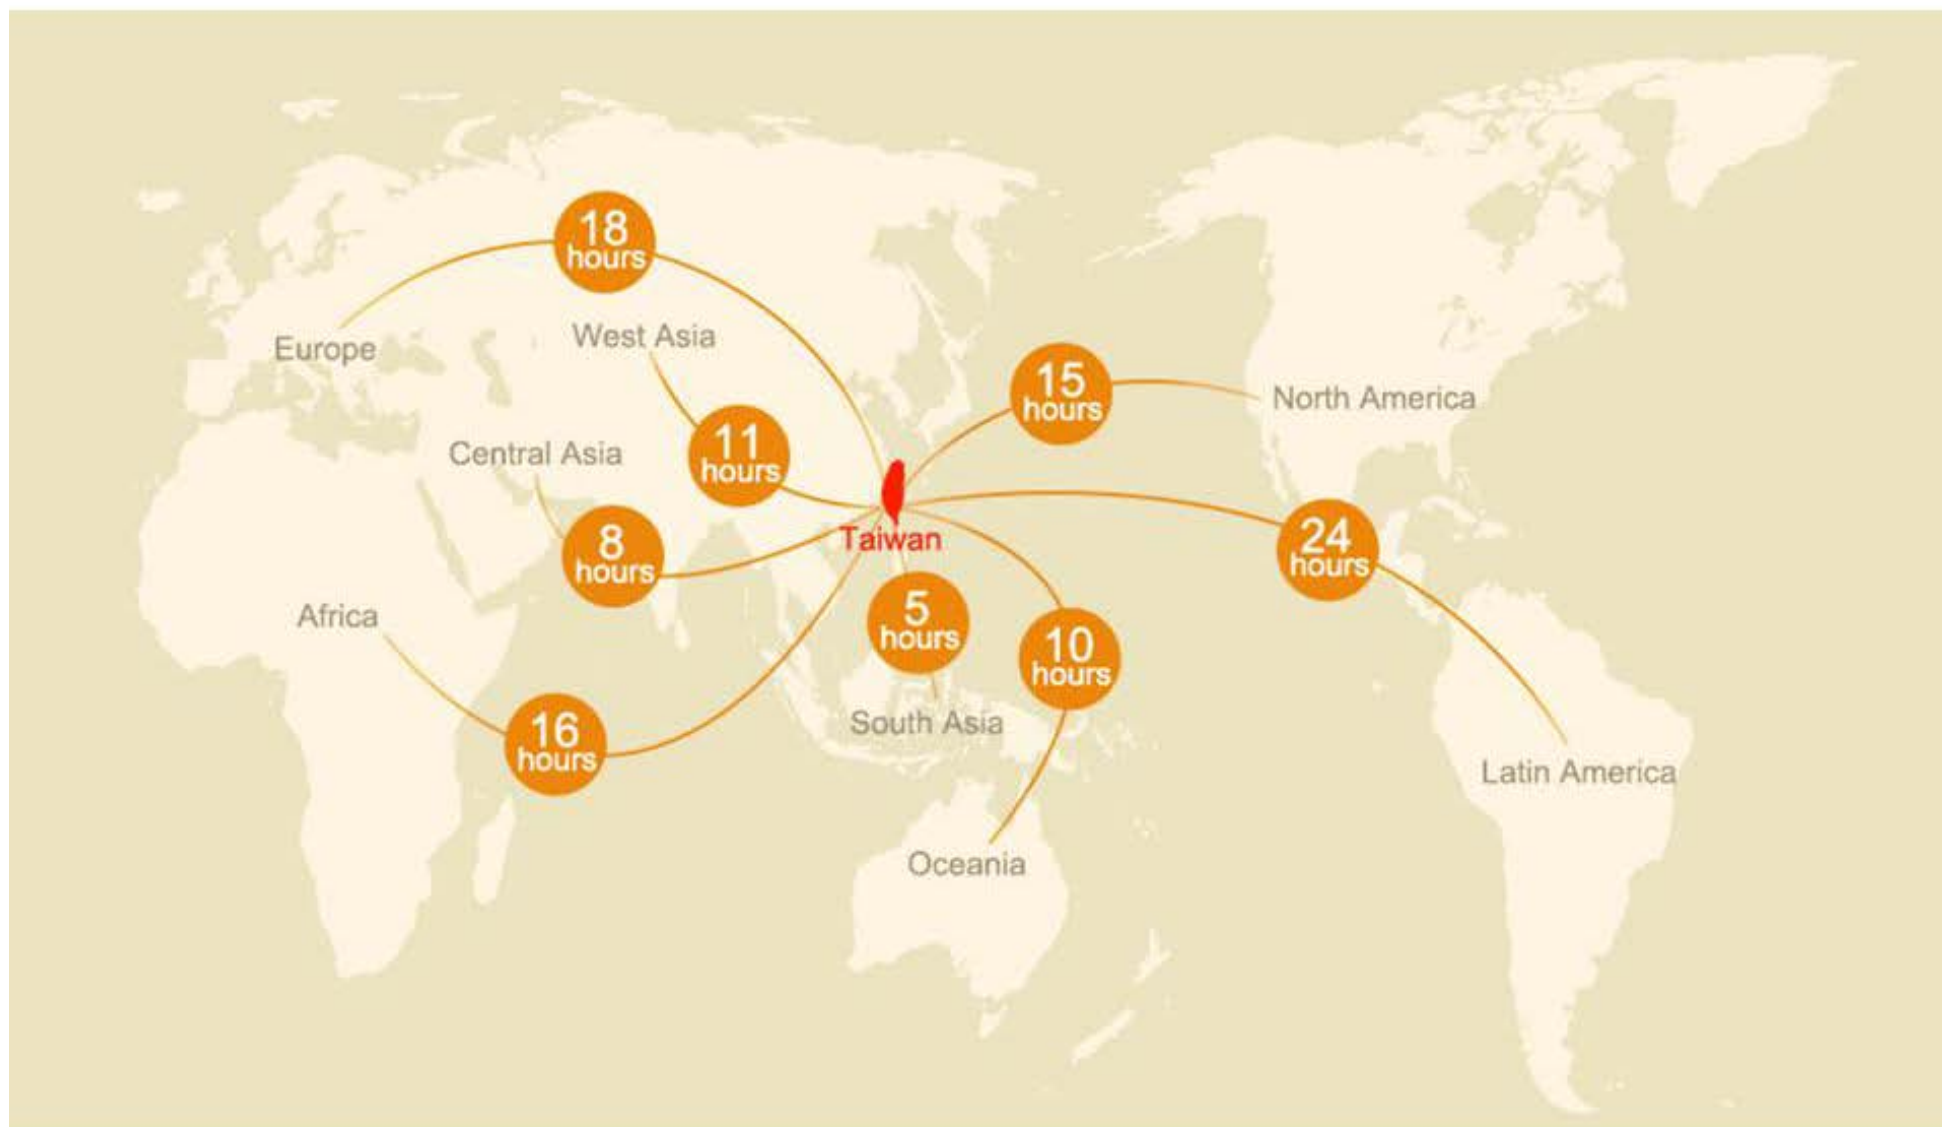 18
hours
West Asia
Europe
15
hours
North America
11
hours
Central Asia
24
hours
8
hours
Taiwan
5
hours
10
hours
Africa
16
hours
South Asia
Latin America
Oceania